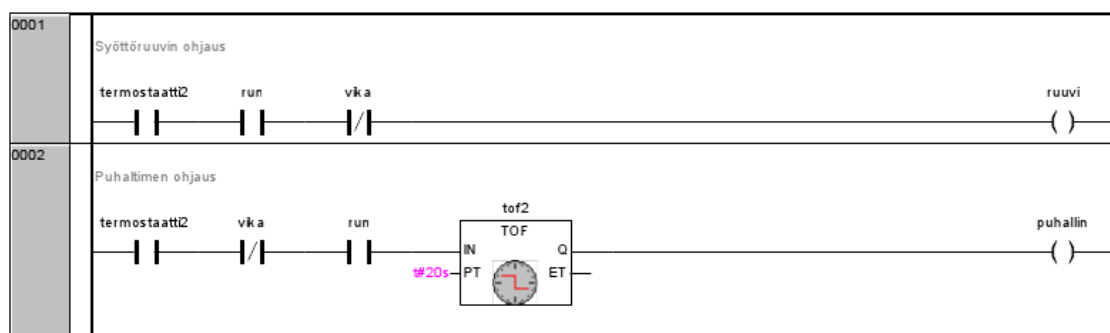 0001
Syöttöruuvin ohjaus
termostaatti2 run vika ruuvi
0002
Puhaltimen ohjaus
termostaatti2 vika run tof2 puhallin
TOF
IN Q
t#20s PT ET